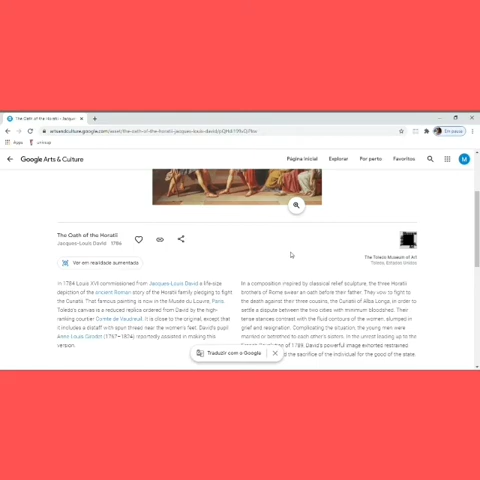 The Oath of the Horatii - Jacques
artsandculture.google.com/asset/the-oath-of-the-horatii-jacques-louis-david/
Em pausa
Apps
Google Arts & Culture
Página inicial
Explorar
Por perto
Favoritos
M
The Oath of the Horatii
Jacques-Louis David 1786
The Toledo Museum of Art
Toledo, Estados Unidos
Ver em realidade aumentada
In 1784 Louis XVI commissioned from Jacques-Louis David a life-size
depiction of the ancient Roman story of the Horatii family pledging to fight
the Curiatii. That famous painting is now in the Musée du Louvre, Paris.
Toledo's canvas is a reduced replica ordered from David by the high-
ranking courtier Comte de Vaudreuil. It is close to the original, except that
it includes a distaff with spun thread near the women's feet. David's pupil
Girodet (1767–1824) reportedly assisted in making this
version.
In a composition inspired by classical relief sculpture, the three Horatii
brothers of Rome swear an oath before their father. They vow to fight to
the death against their three cousins, the Curiatii of Alba Longa, in order to
settle a dispute between the two cities with minimum bloodshed. Their
tense stances contrast with the fluid contours of the women, slumped in
grief and resignation. Complicating the situation, the young men were
married or betrothed to each other's sisters. In the unrest leading up to the
of 1789, David's powerful image exhorted restrained
the sacrifice of the individual for the good of the state.
Traduzir com o Google